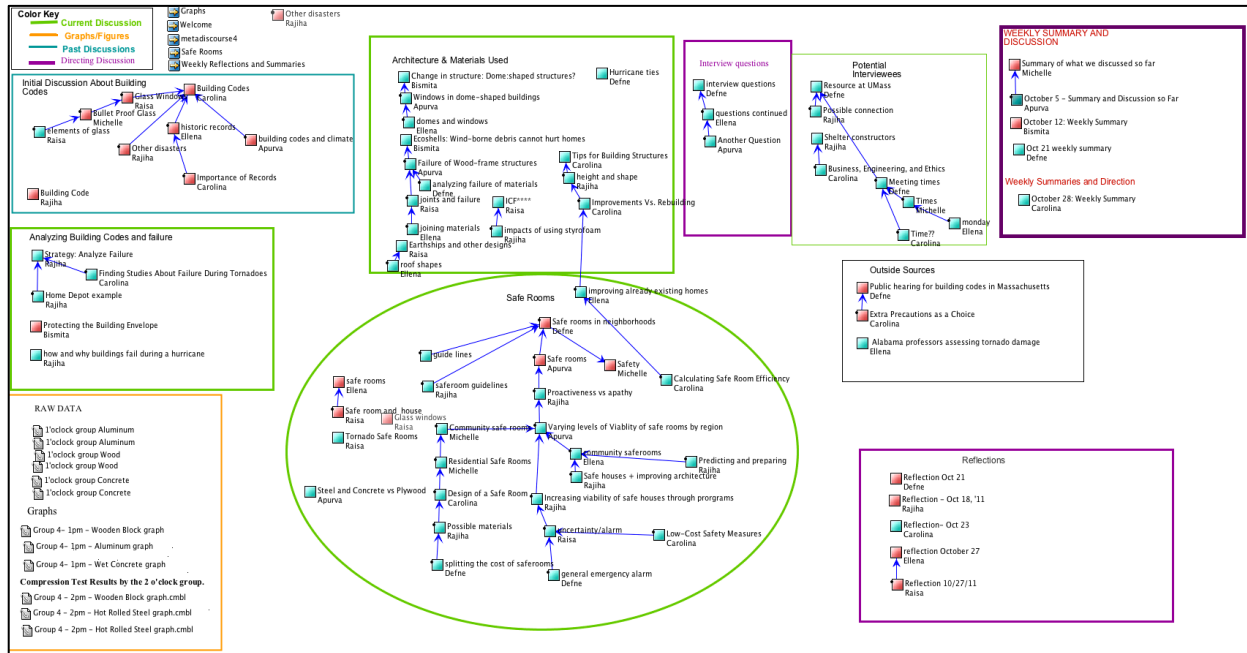 Color Key
Current Discussion
Graphs/Figures
Past Discussions
Directing Discussion
Graphs
Welcome
metadiscourse4
Safe Rooms
Weekly Reflections and Summaries
Other disasters
Rajiha
Initial Discussion About Building
Codes
Glass Windows
Raisa
Building Codes
Carolina
Bullet Proof Glass
Michelle
elements of glass
Raisa
historic records
Ellena
building codes and climate
Apurva
Other disasters
Rajiha
Importance of Records
Carolina
Building Code
Rajiha
Analyzing Building Codes and failure
Strategy: Analyze Failure
Rajiha
Finding Studies About Failure During Tornadoes
Carolina
Home Depot example
Rajiha
Protecting the Building Envelope
Bismita
how and why buildings fail during a hurricane
Rajiha
RAW DATA
1'oclock group Aluminum
1'oclock group Aluminum
1'oclock group Wood
1'oclock group Wood
1'oclock group Concrete
1'oclock group Concrete
Graphs
Group 4- 1pm - Wooden Block graph
Group 4- 1pm - Aluminum graph
Group 4- 1pm - Wet Concrete graph
Compression Test Results by the 2 o'clock group.
Group 4 - 2pm - Wooden Block graph.cmbl
Group 4 - 2pm - Hot Rolled Steel graph.cmbl
Group 4 - 2pm - Hot Rolled Steel graph.cmbl
Architecture & Materials Used
Change in structure: Dome:shaped structures?
Bismita
Hurricane ties
Defne
Windows in dome-shaped buildings
Apurva
domes and windows
Ellena
Ecoshells: Wind-borne debris cannot hurt homes
Bismita
Failure of Wood-frame structures
Apurva
Tips for Building Structures
Carolina
analyzing failure of materials
Defne
height and shape
Rajiha
joints and failure
Raisa
ICF****
Raisa
Improvements Vs. Rebuilding
Carolina
joining materials
Ellena
impacts of using styrofoam
Rajiha
Earthships and other designs
Raisa
roof shapes
Ellena
Interview questions
interview questions
Defne
questions continued
Ellena
Another Question
Apurva
Potential
Interviewees
Resource at UMass
Defne
Possible connection
Rajiha
Shelter constructors
Rajiha
Business, Engineering, and Ethics
Carolina
Meeting times
Defne
Times
Michelle
monday
Ellena
Time??
Carolina
WEEKLY SUMMARY AND
DISCUSSION
Summary of what we discussed so far
Michelle
October 5 - Summary and Discussion so Far
Apurva
October 12: Weekly Summary
Bismita
Oct 21 weekly summary
Defne
Weekly Summaries and Direction
October 28: Weekly Summary
Carolina
Outside Sources
Public hearing for building codes in Massachusetts
Defne
Extra Precautions as a Choice
Carolina
Alabama professors assessing tornado damage
Ellena
Safe Rooms
improving already existing homes
Ellena
Safe rooms in neighborhoods
Defne
guide lines
Safe rooms
Apurva
Safety
Michelle
safe rooms
Ellena
saferoom guidelines
Rajiha
Proactiveness vs apathy
Rajiha
Calculating Safe Room Efficiency
Carolina
Safe room and house
Raisa
Glass windows
Raisa
Tornado Safe Rooms
Raisa
Community safe rooms
Michelle
Varying levels of Viablity of safe rooms by region
Apurva
Residential Safe Rooms
Michelle
community saferooms
Ellena
Predicting and preparing
Rajiha
Safe houses + improving architecture
Rajiha
Steel and Concrete vs Plywood
Apurva
Design of a Safe Room
Carolina
Increasing viability of safe houses through prorgrams
Rajiha
Possible materials
Rajiha
uncertainty/alarm
Raisa
Low-Cost Safety Measures
Carolina
splitting the cost of saferooms
Defne
general emergency alarm
Defne
Reflections
Reflection Oct 21
Defne
Reflection - Oct 18, '11
Rajiha
Reflection- Oct 23
Carolina
reflection October 27
Ellena
Reflection 10/27/11
Raisa